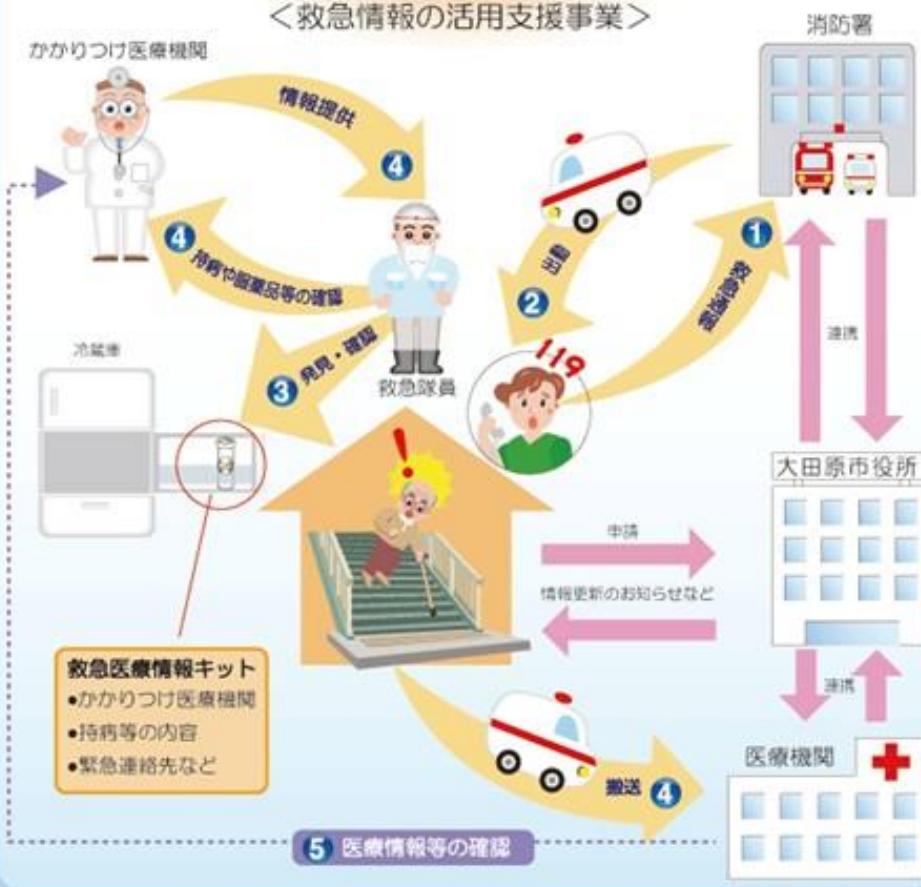 ＜救急情報の活用支援事業＞
かかりつけ医療機関
消防署
情報提供
4
4
持病や服薬品等の確認
1
救急通報
2
出動
119
3
発見・確認
救急隊員
冷蔵庫
!
連携
大田原市役所
申請
情報更新のお知らせなど
救急医療情報キット
●かかりつけ医療機関
●持病等の内容
●緊急連絡先など
連携
医療機関
搬送
4
5
医療情報等の確認